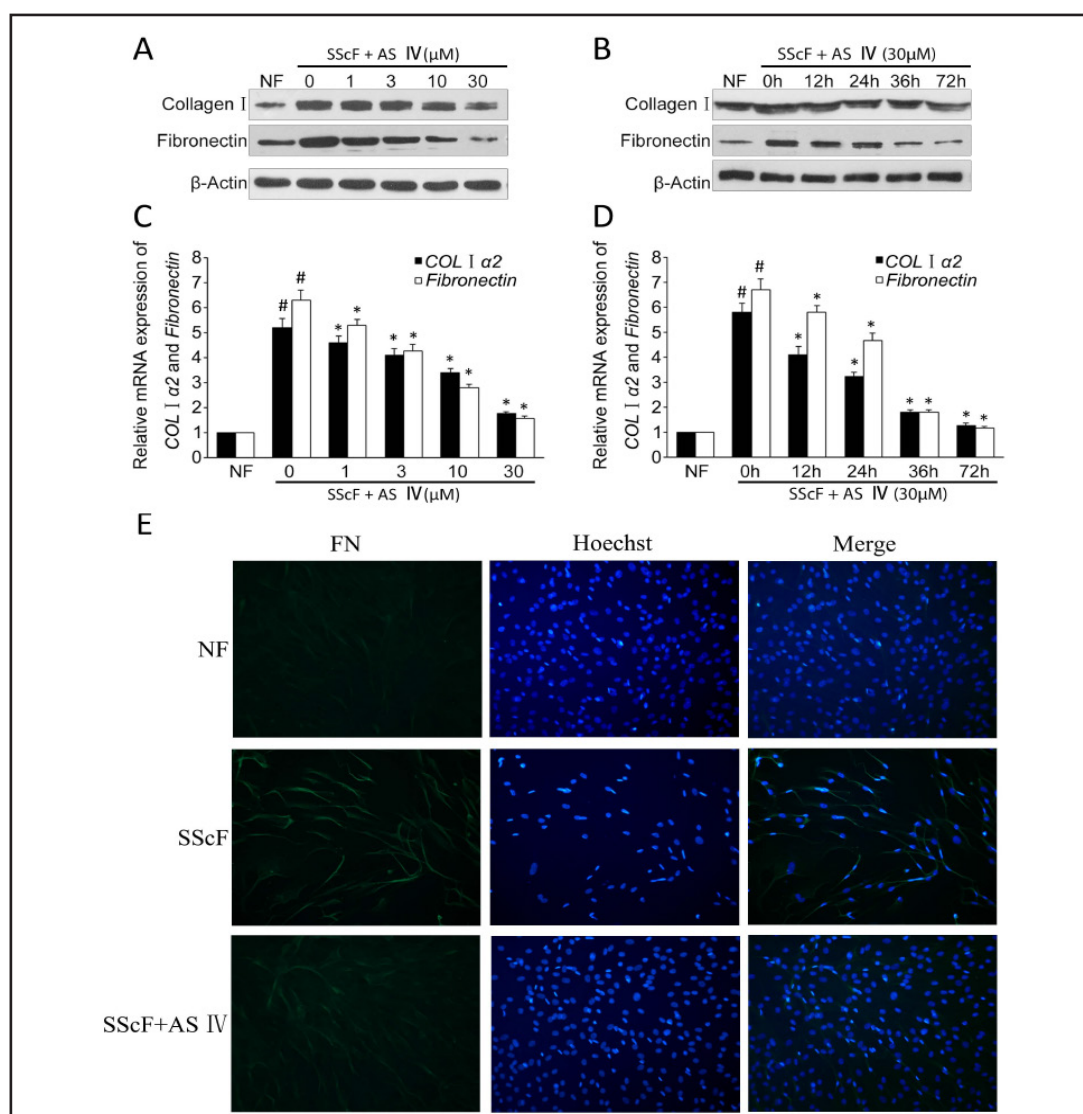 A
SScF + AS Ⅳ (μM)
NF 0 1 3 10 30
Collagen Ⅰ
Fibronectin
β-Actin
B
SScF + AS Ⅳ (30μM)
NF 0h 12h 24h 36h 72h
Collagen Ⅰ
Fibronectin
β-Actin
C
Relative mRNA expression of
COL Ⅰ α2 and Fibronectin
8
7
6
5
4
3
2
1
0
COL Ⅰ α2
Fibronectin
# #
* *
* *
* *
* *
NF 0 1 3 10 30
SScF + AS Ⅳ (μM)
D
Relative mRNA expression of
COL Ⅰ α2 and Fibronectin
8
7
6
5
4
3
2
1
0
COL Ⅰ α2
Fibronectin
# #
* *
* *
* *
* *
NF 0h 12h 24h 36h 72h
SScF + AS Ⅳ (30μM)
E
FN Hoechst Merge
NF
SScF
SScF+AS Ⅳ